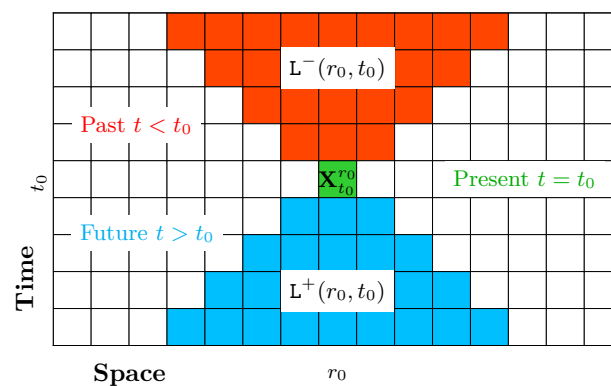 L⁻(r₀, t₀)
Past t < t₀
X^{r₀}_{t₀}
Present t = t₀
t₀
Future t > t₀
L⁺(r₀, t₀)
Time
Space
r₀